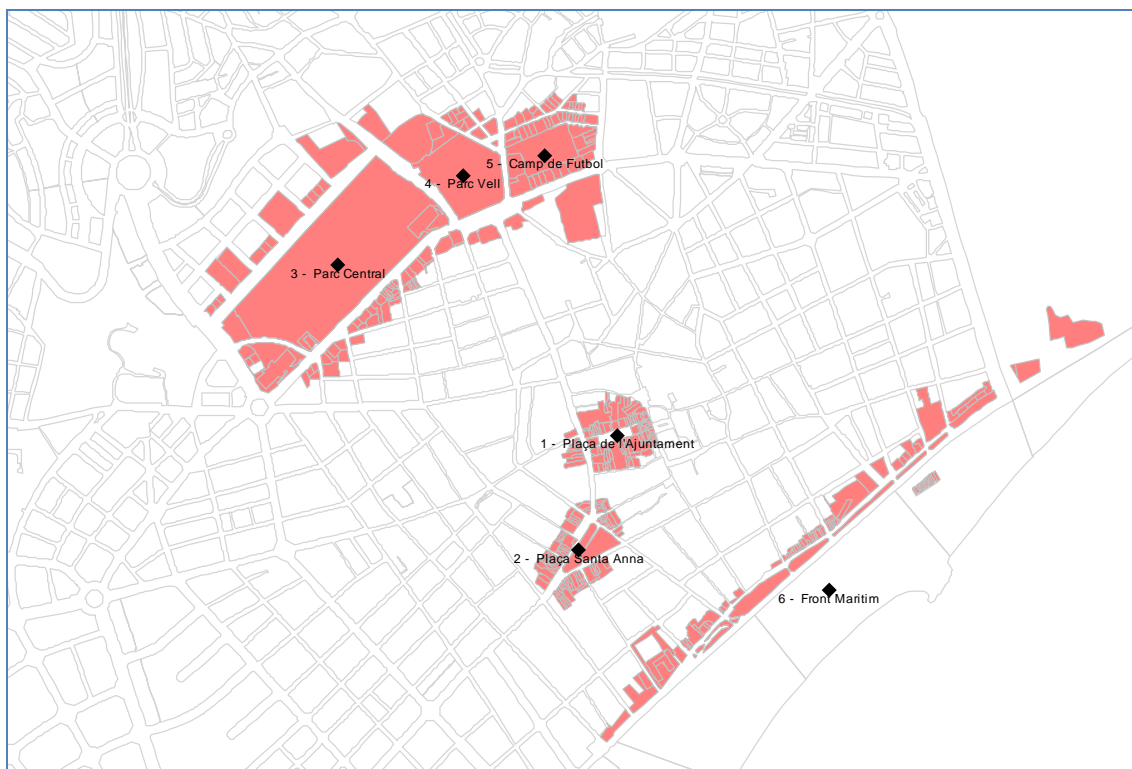 5 - Camp de Futbol
4 - Parc Vell
3 - Parc Central
1 - Plaça de l'Ajuntament
2 - Plaça Santa Anna
6 - Front Maritim